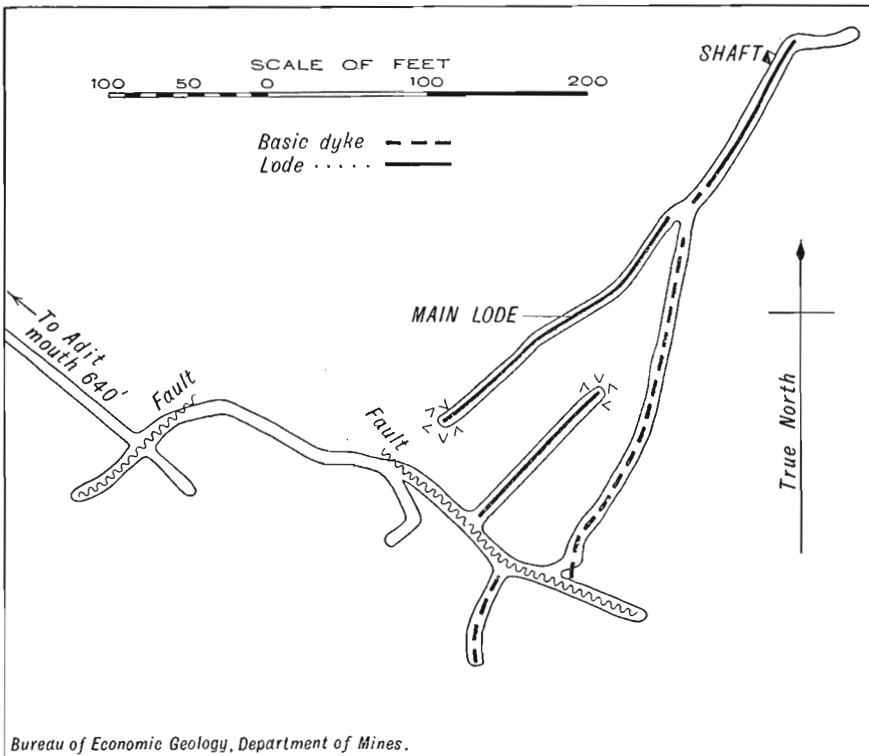 SHAFT
SCALE OF FEET
100 50 0 100 200
Basic dyke
Lode .....
MAIN LODE
To Adit
mouth 640'
Fault
Fault
True North
Bureau of Economic Geology, Department of Mines.